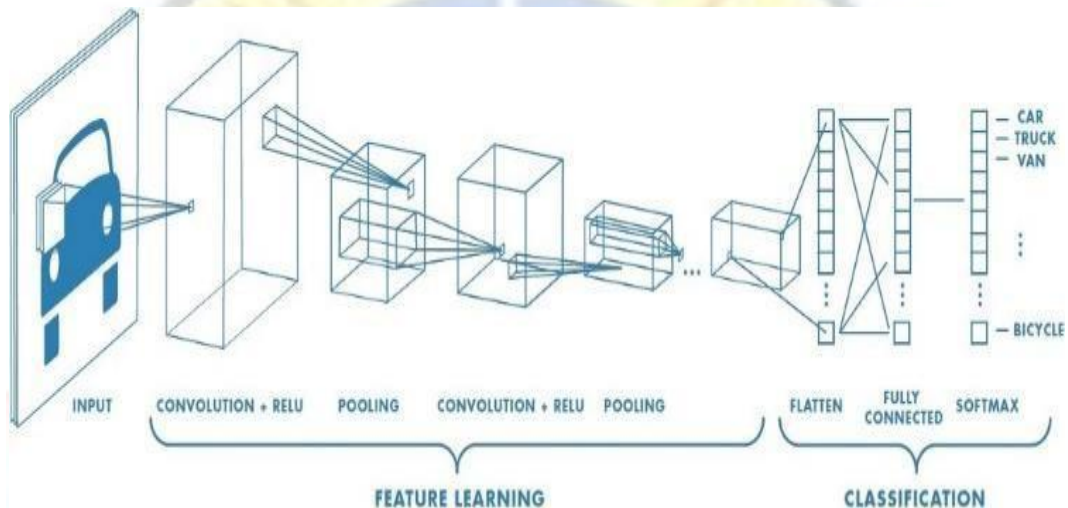 CAR
TRUCK
VAN
BICYCLE
INPUT
CONVOLUTION + RELU
POOLING
CONVOLUTION + RELU
POOLING
FLATTEN
FULLY
CONNECTED
SOFTMAX
FEATURE LEARNING
CLASSIFICATION